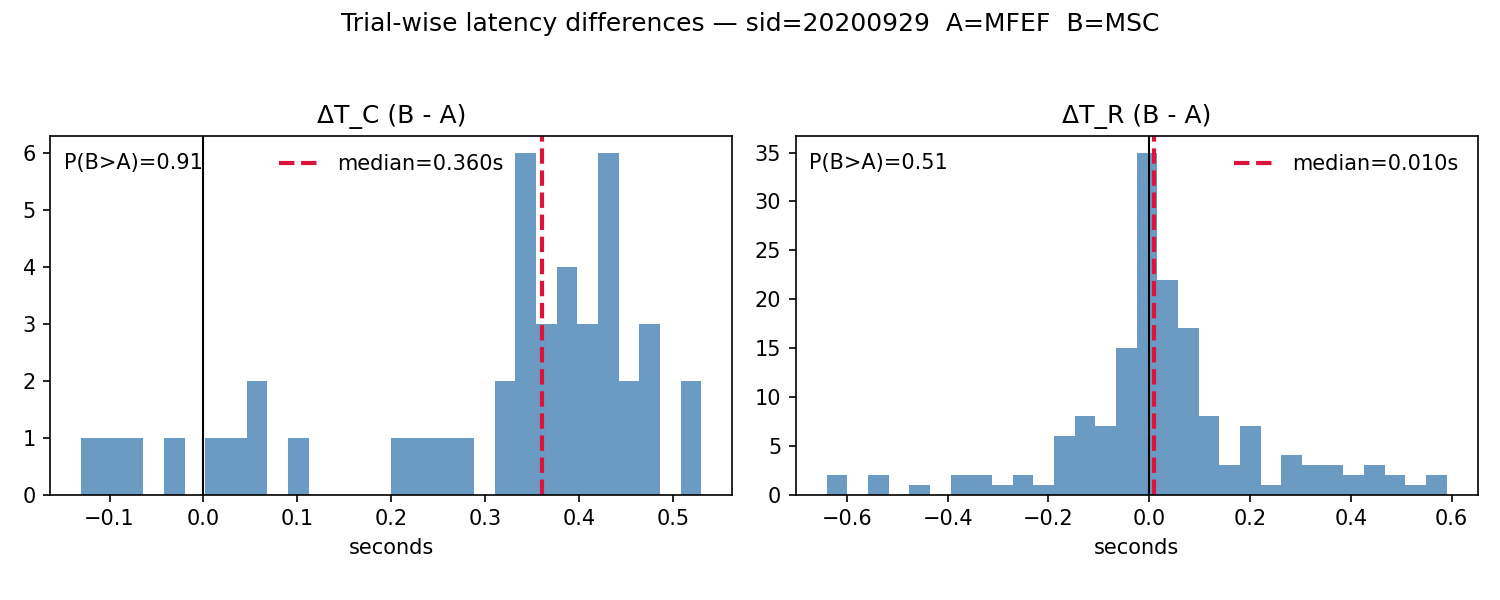 Trial-wise latency differences — sid=20200929  A=MFEF  B=MSC
ΔT_C (B - A)
P(B>A)=0.91
median=0.360s
6
5
4
3
2
1
0
−0.1 0.0 0.1 0.2 0.3 0.4 0.5
seconds
ΔT_R (B - A)
P(B>A)=0.51
median=0.010s
35
30
25
20
15
10
5
0
−0.6 −0.4 −0.2 0.0 0.2 0.4 0.6
seconds